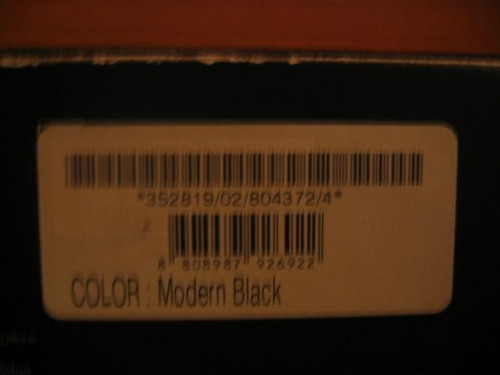 *352819/02/804372/4*
8 808987 926922
COLOR : Modern Black